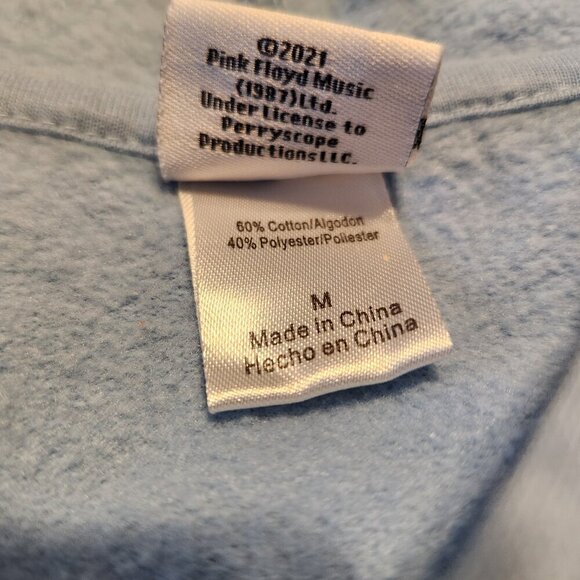 ©2021
Pink Floyd Music
(1987)Ltd.
Under License to
Perryscope
Productions LLC.
60% Cotton/Algodon
40% Polyester/Poliester
M
Made in China
Hecho en China